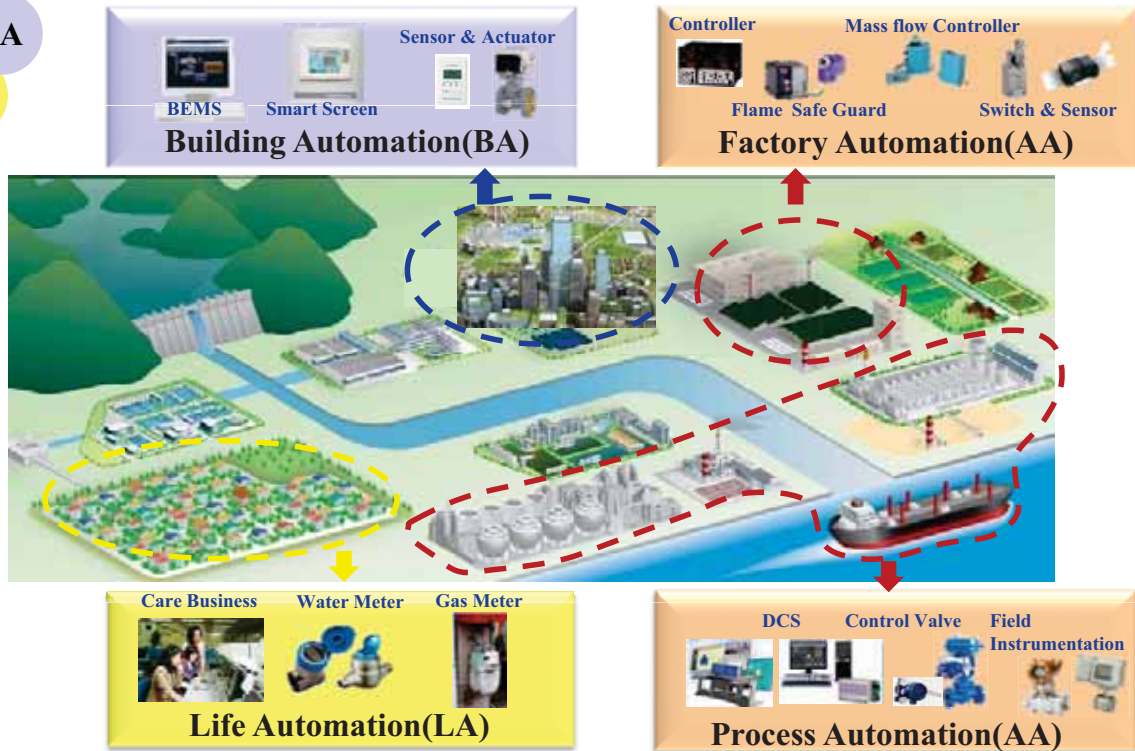 A
BEMS
Smart Screen
Sensor & Actuator
Building Automation(BA)
Controller
Mass flow Controller
Flame Safe Guard
Switch & Sensor
Factory Automation(AA)
Care Business
Water Meter
Gas Meter
Life Automation(LA)
DCS
Control Valve
Field
Instrumentation
Process Automation(AA)